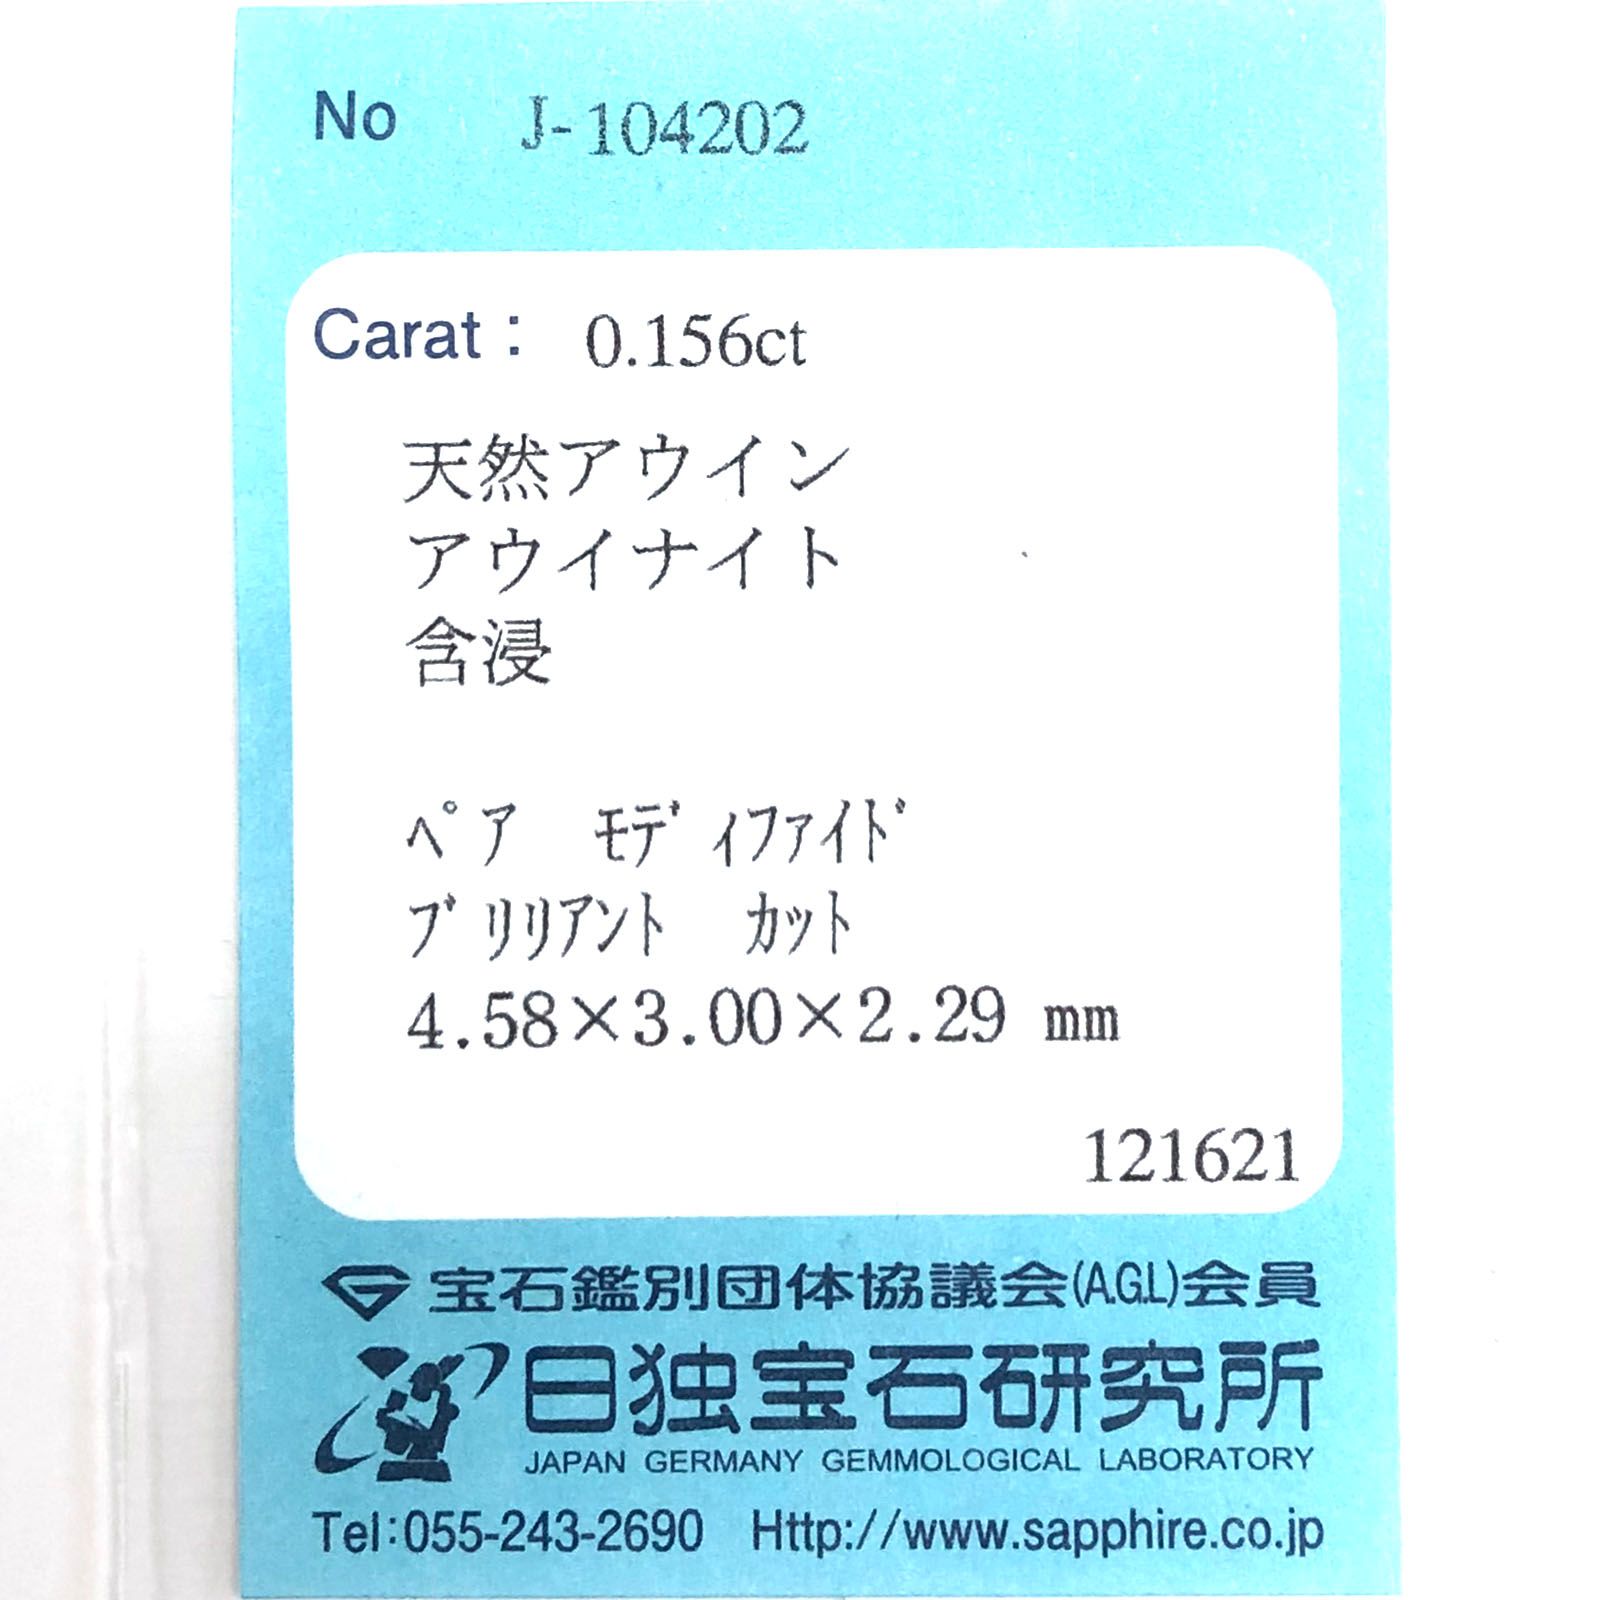 No J-104202
Carat: 0.156ct
天然アウイン
アウイナイト
含浸
ﾍﾟｱ ﾓﾃﾞｨﾌｧｲﾄﾞ
ﾌﾞﾘﾘｱﾝﾄ ｶｯﾄ
4.58×3.00×2.29 mm
121621
宝石鑑別団体協議会(A.G.L)会員
日独宝石研究所
JAPAN GERMANY GEMMOLOGICAL LABORATORY
Tel:055-243-2690 Http://www.sapphire.co.jp